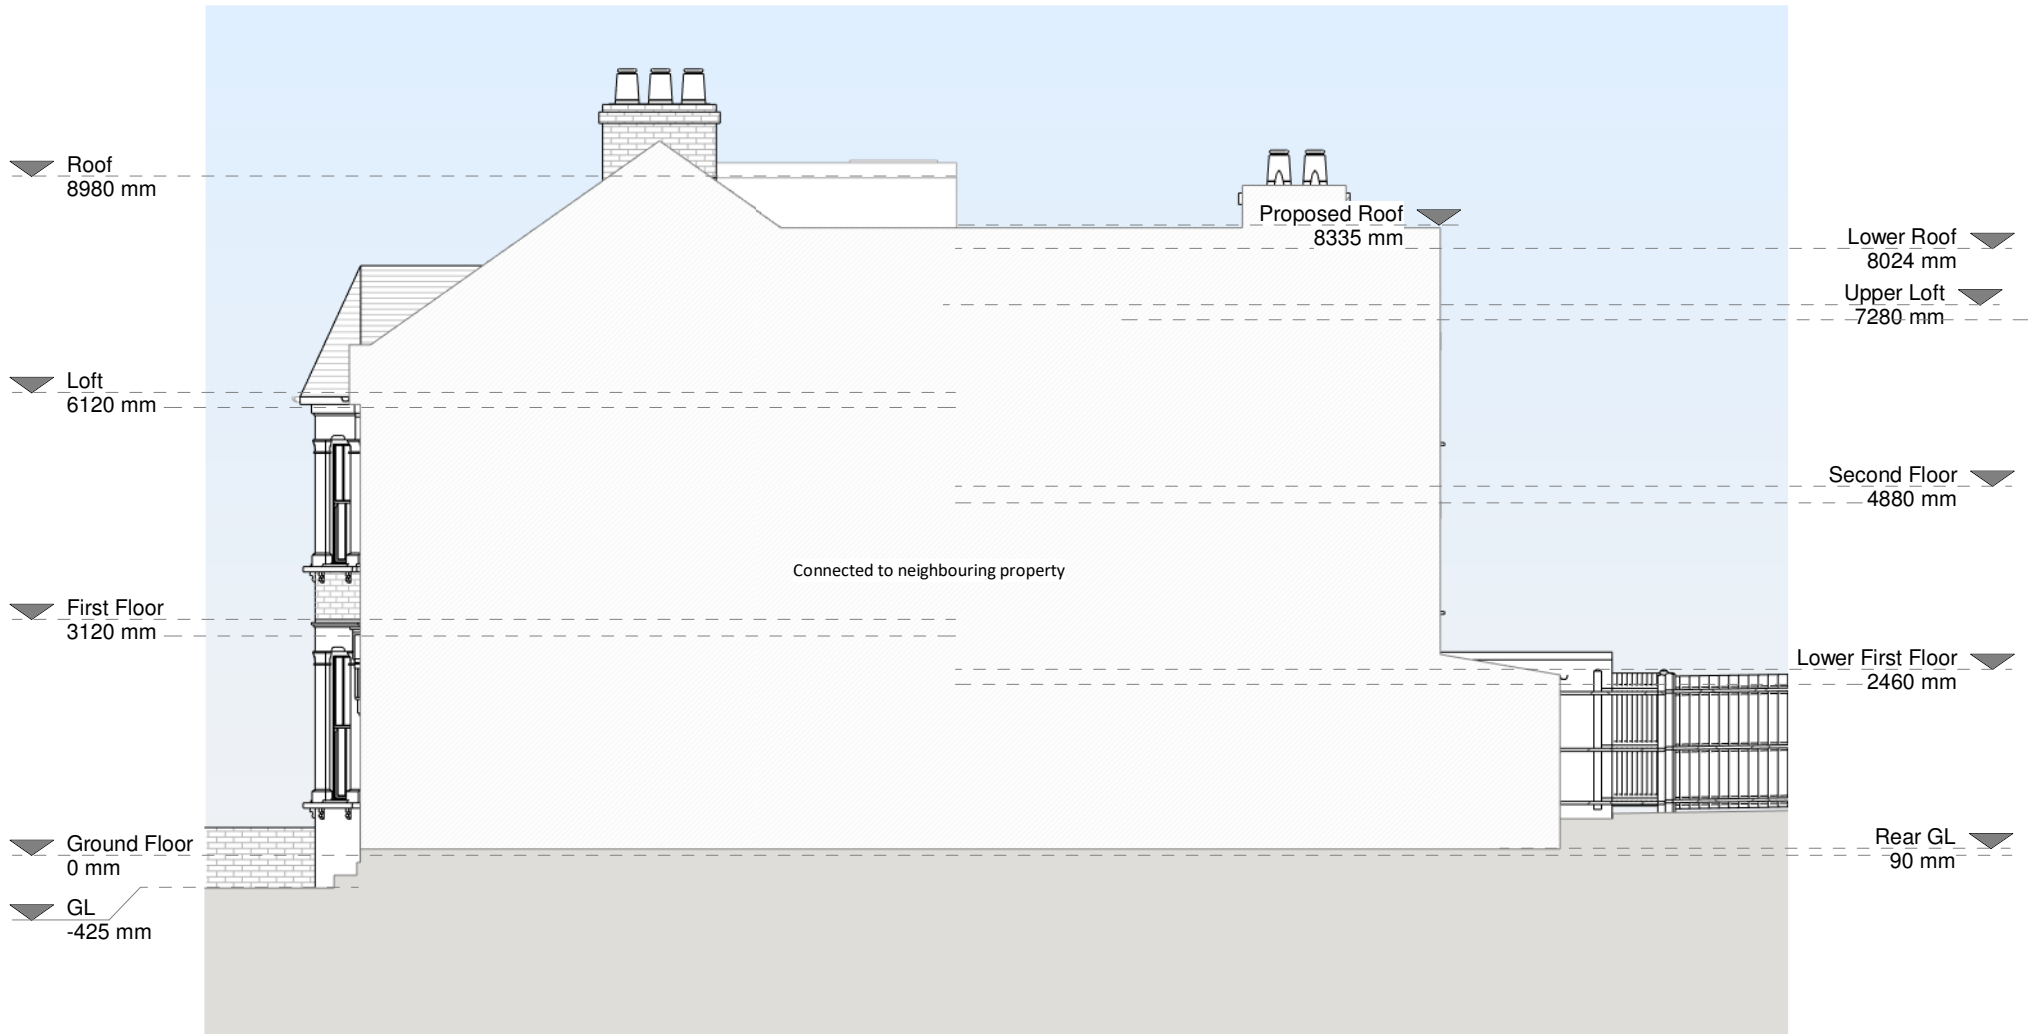 Roof
8980 mm
Proposed Roof
8335 mm
Lower Roof
8024 mm
Upper Loft
7280 mm
Loft
6120 mm
Second Floor
4880 mm
Connected to neighbouring property
First Floor
3120 mm
Lower First Floor
2460 mm
Ground Floor
0 mm
Rear GL
90 mm
GL
-425 mm